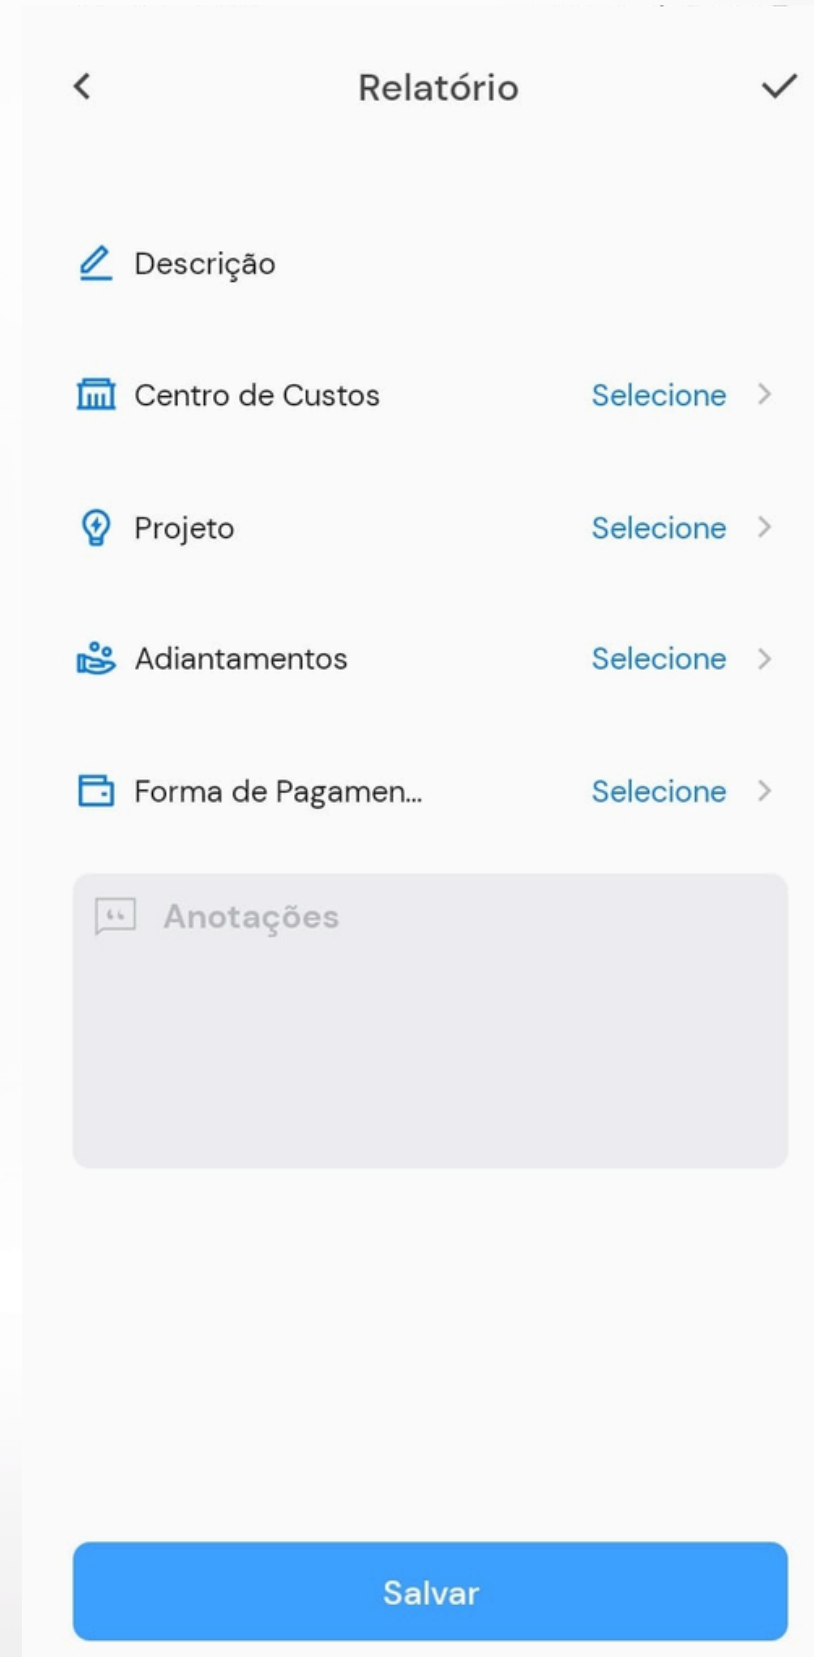 Relatório
Descrição
Centro de Custos Selecione
Projeto Selecione
Adiantamentos Selecione
Forma de Pagamen... Selecione
Anotações
Salvar